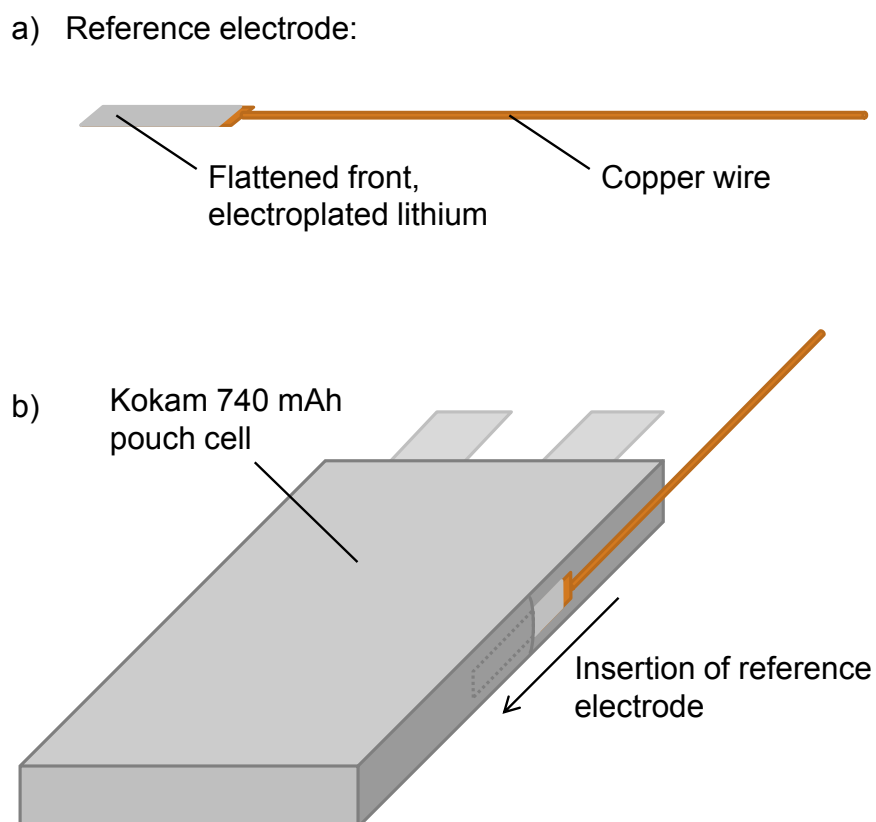 a) Reference electrode:
Flattened front,
electroplated lithium
Copper wire
b) Kokam 740 mAh
pouch cell
Insertion of reference
electrode